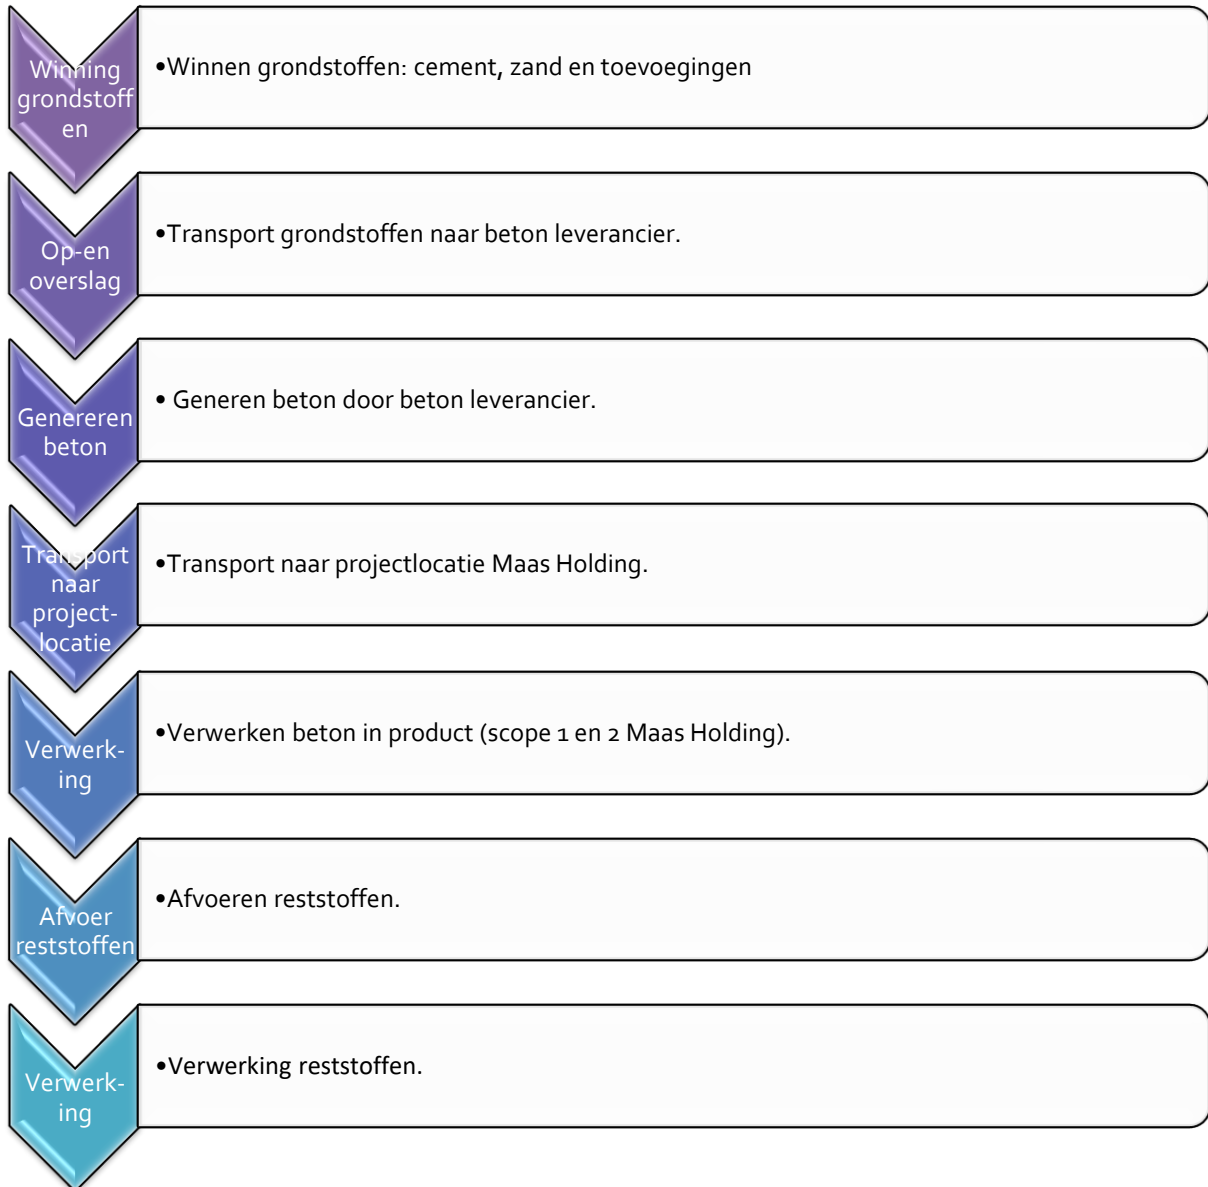 Winning
grondstoff
en
•Winnen grondstoffen: cement, zand en toevoegingen
Op-en
overslag
•Transport grondstoffen naar beton leverancier.
Genereren
beton
• Generen beton door beton leverancier.
Transport
naar
project-
locatie
•Transport naar projectlocatie Maas Holding.
Verwerk-
ing
•Verwerken beton in product (scope 1 en 2 Maas Holding).
Afvoer
reststoffen
•Afvoeren reststoffen.
Verwerk-
ing
•Verwerking reststoffen.